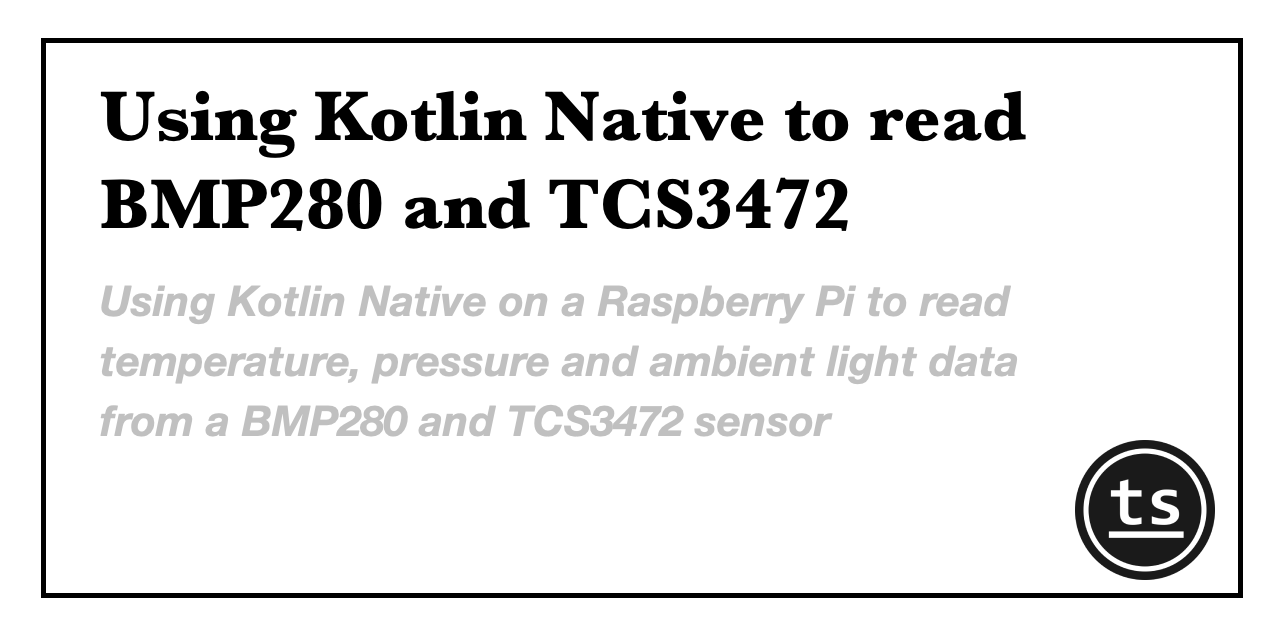 Using Kotlin Native to read
BMP280 and TCS3472
Using Kotlin Native on a Raspberry Pi to read
temperature, pressure and ambient light data
from a BMP280 and TCS3472 sensor
ts